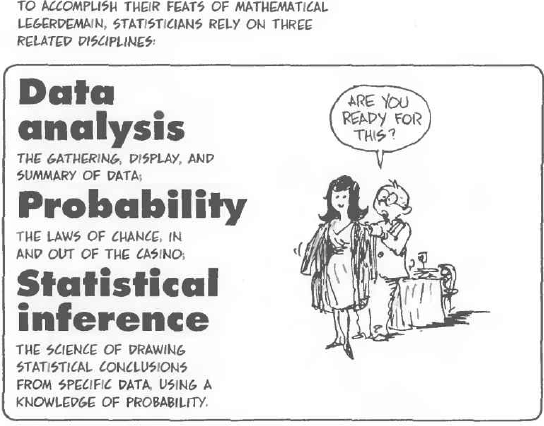 TO ACCOMPLISH THEIR FEATS OF MATHEMATICAL
LEGERDEMAIN, STATISTICIANS RELY ON THREE
RELATED DISCIPLINES:
Data
analysis
THE GATHERING, DISPLAY, AND
SUMMARY OF DATA;
Probability
THE LAWS OF CHANCE, IN
AND OUT OF THE CASINO;
Statistical
inference
THE SCIENCE OF DRAWING
STATISTICAL CONCLUSIONS
FROM SPECIFIC DATA, USING A
KNOWLEDGE OF PROBABILITY.
ARE YOU
READY FOR
THIS?